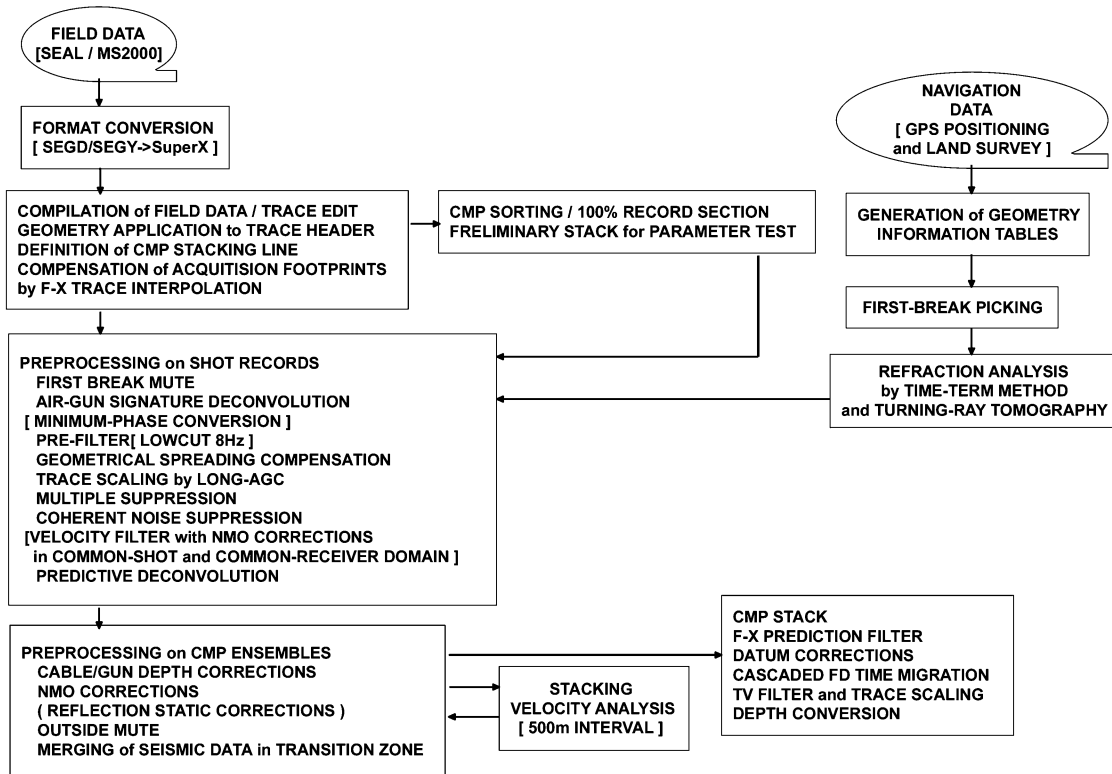 FIELD DATA
[SEAL / MS2000]
FORMAT CONVERSION
[ SEGD/SEGY->SuperX ]
COMPILATION of FIELD DATA / TRACE EDIT
GEOMETRY APPLICATION to TRACE HEADER
DEFINITION of CMP STACKING LINE
COMPENSATION of ACQUITISION FOOTPRINTS
by F-X TRACE INTERPOLATION
CMP SORTING / 100% RECORD SECTION
FRELIMINARY STACK for PARAMETER TEST
NAVIGATION
DATA
[ GPS POSITIONING
and LAND SURVEY ]
GENERATION of GEOMETRY
INFORMATION TABLES
FIRST-BREAK PICKING
REFRACTION ANALYSIS
by TIME-TERM METHOD
and TURNING-RAY TOMOGRAPHY
PREPROCESSING on SHOT RECORDS
FIRST BREAK MUTE
AIR-GUN SIGNATURE DECONVOLUTION
[ MINIMUM-PHASE CONVERSION ]
PRE-FILTER[ LOWCUT 8Hz ]
GEOMETRICAL SPREADING COMPENSATION
TRACE SCALING by LONG-AGC
MULTIPLE SUPPRESSION
COHERENT NOISE SUPPRESSION
[VELOCITY FILTER with NMO CORRECTIONS
in COMMON-SHOT and COMMON-RECEIVER DOMAIN ]
PREDICTIVE DECONVOLUTION
PREPROCESSING on CMP ENSEMBLES
CABLE/GUN DEPTH CORRECTIONS
NMO CORRECTIONS
( REFLECTION STATIC CORRECTIONS )
OUTSIDE MUTE
MERGING of SEISMIC DATA in TRANSITION ZONE
STACKING
VELOCITY ANALYSIS
[ 500m INTERVAL ]
CMP STACK
F-X PREDICTION FILTER
DATUM CORRECTIONS
CASCADED FD TIME MIGRATION
TV FILTER and TRACE SCALING
DEPTH CONVERSION